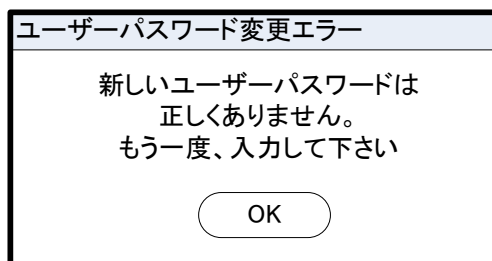 ユーザーパスワード変更エラー
新しいユーザーパスワードは
正しくありません。
もう一度、入力して下さい
OK